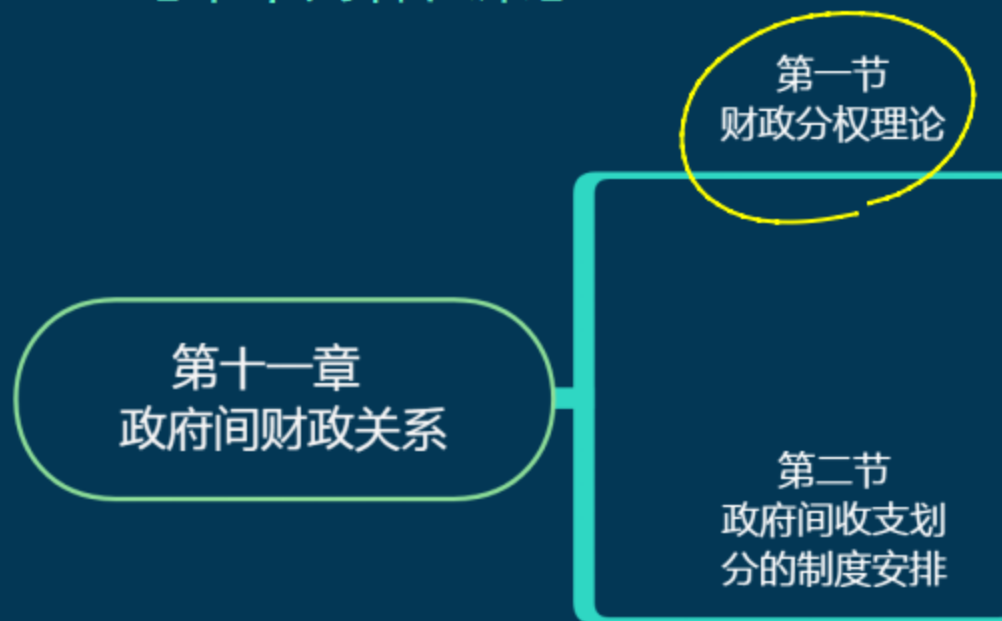 第一节
财政分权理论
第十一章
政府间财政关系
第二节
政府间收支划
分的制度安排